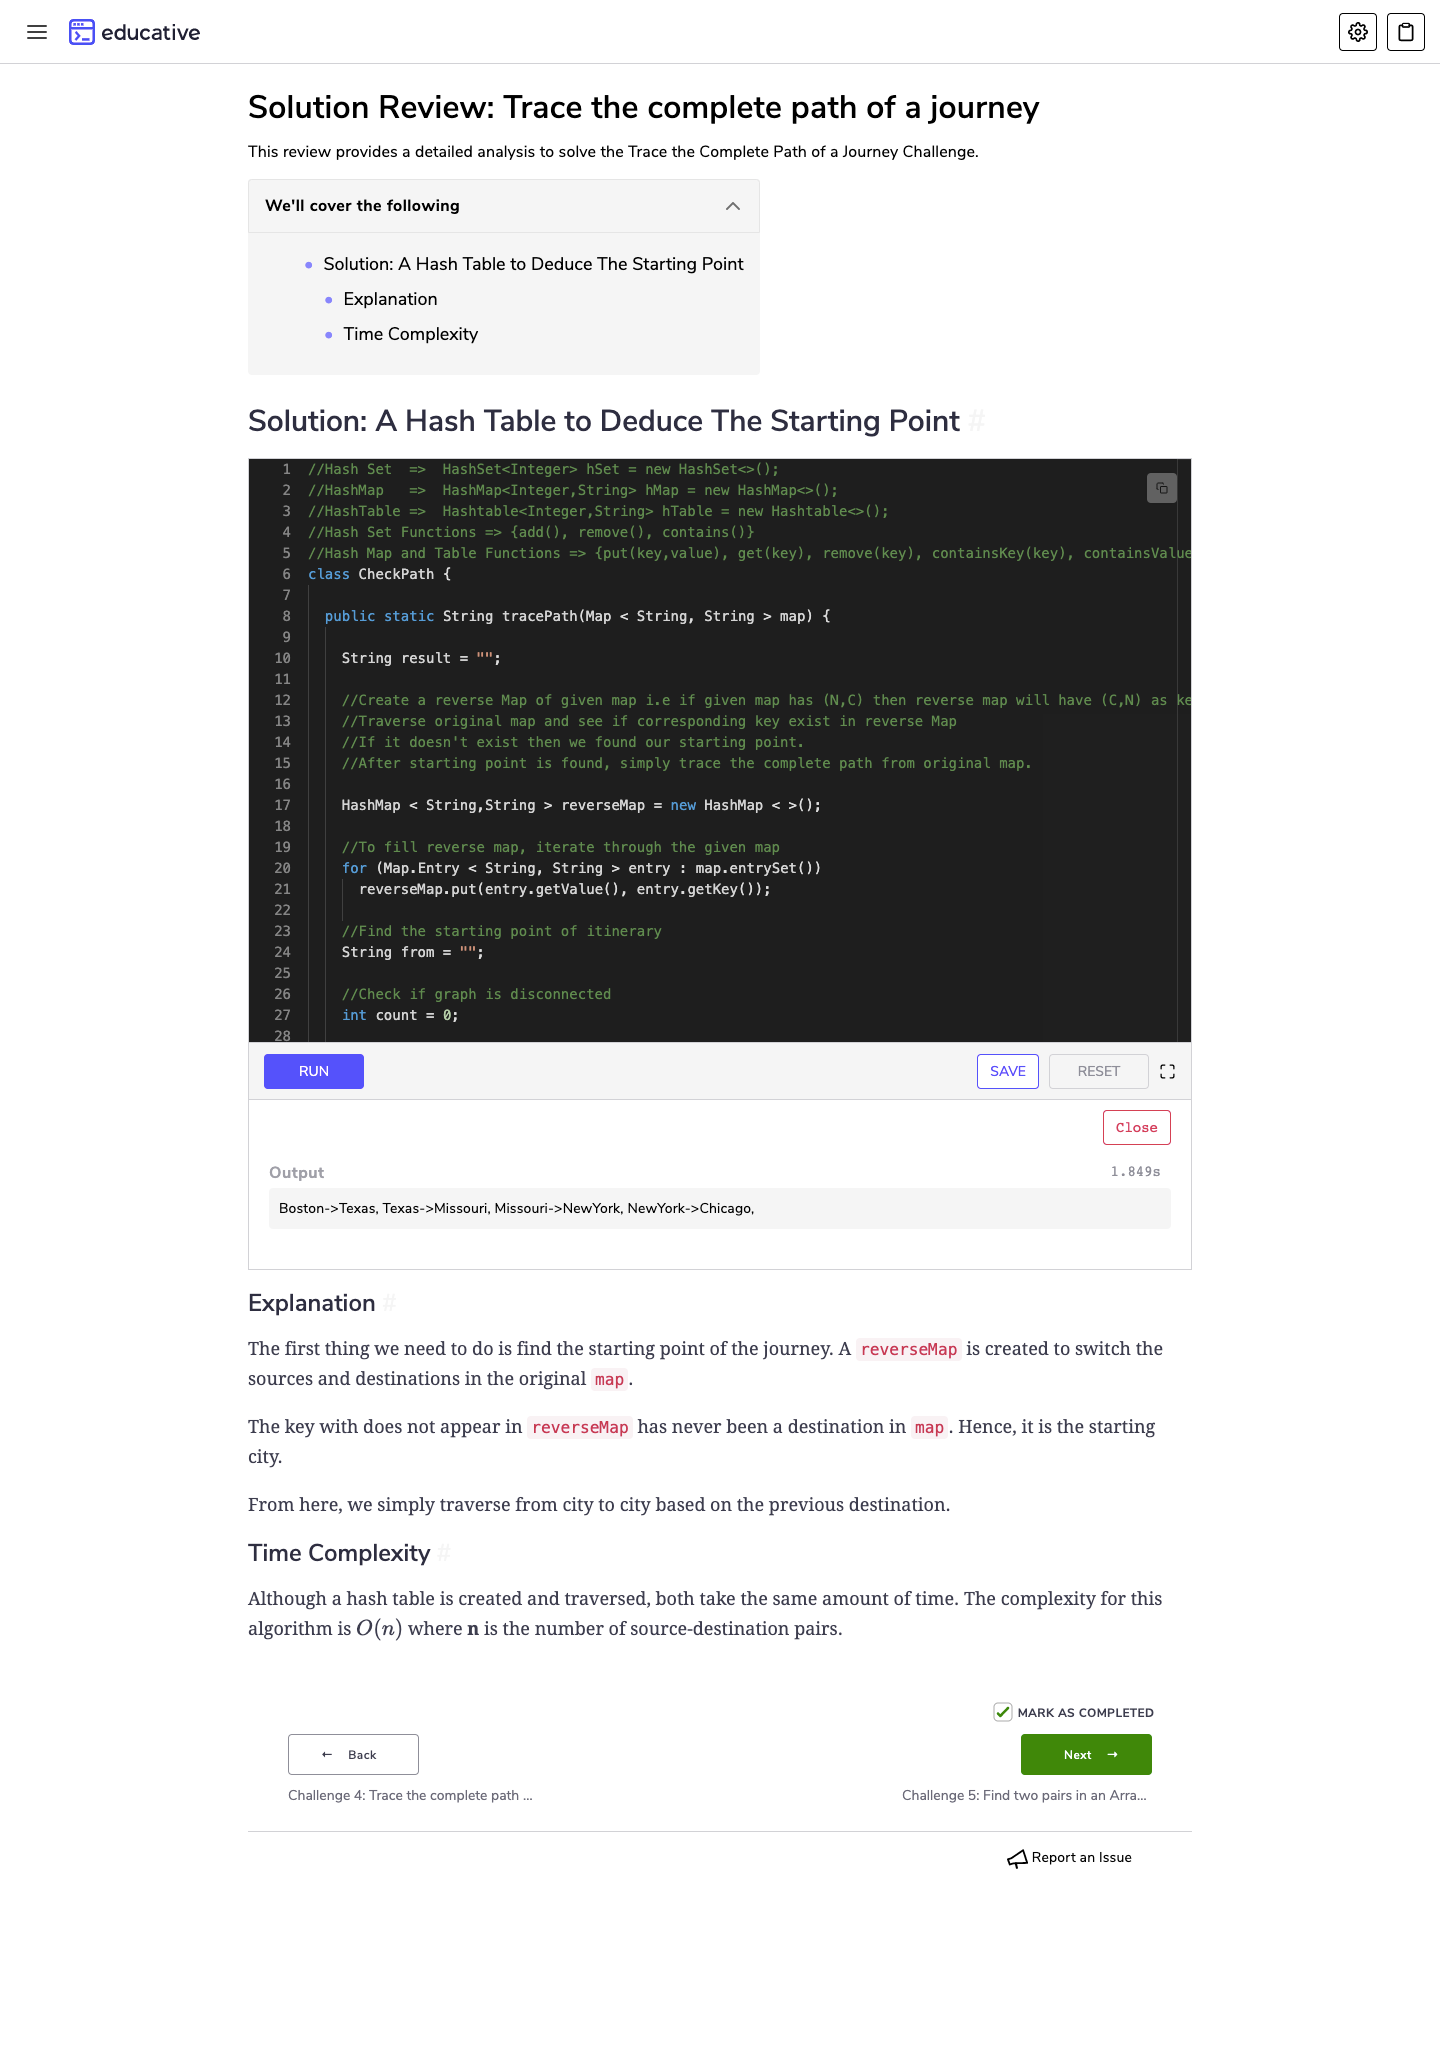 educative
Solution Review: Trace the complete path of a journey
This review provides a detailed analysis to solve the Trace the Complete Path of a Journey Challenge.
We'll cover the following
Solution: A Hash Table to Deduce The Starting Point
Explanation
Time Complexity
Solution: A Hash Table to Deduce The Starting Point #
1 //Hash Set  =>  HashSet<Integer> hSet = new HashSet<>();
2 //HashMap   =>  HashMap<Integer,String> hMap = new HashMap<>();
3 //HashTable =>  Hashtable<Integer,String> hTable = new Hashtable<>();
4 //Hash Set Functions => {add(), remove(), contains()}
5 //Hash Map and Table Functions => {put(key,value), get(key), remove(key), containsKey(key), containsValue
6 class CheckPath {
7
8   public static String tracePath(Map < String, String > map) {
9
10     String result = "";
11
12     //Create a reverse Map of given map i.e if given map has (N,C) then reverse map will have (C,N) as ke
13     //Traverse original map and see if corresponding key exist in reverse Map
14     //If it doesn't exist then we found our starting point.
15     //After starting point is found, simply trace the complete path from original map.
16
17     HashMap < String,String > reverseMap = new HashMap < >();
18
19     //To fill reverse map, iterate through the given map
20     for (Map.Entry < String, String > entry : map.entrySet())
21       reverseMap.put(entry.getValue(), entry.getKey());
22
23     //Find the starting point of itinerary
24     String from = "";
25
26     //Check if graph is disconnected
27     int count = 0;
28
RUN SAVE RESET
Close
Output 1.849s
Boston->Texas, Texas->Missouri, Missouri->NewYork, NewYork->Chicago,
Explanation #
The first thing we need to do is find the starting point of the journey. A reverseMap is created to switch the
sources and destinations in the original map.
The key with does not appear in reverseMap has never been a destination in map. Hence, it is the starting
city.
From here, we simply traverse from city to city based on the previous destination.
Time Complexity #
Although a hash table is created and traversed, both take the same amount of time. The complexity for this
algorithm is O(n) where n is the number of source-destination pairs.
MARK AS COMPLETED
← Back Next →
Challenge 4: Trace the complete path ... Challenge 5: Find two pairs in an Arra...
Report an Issue